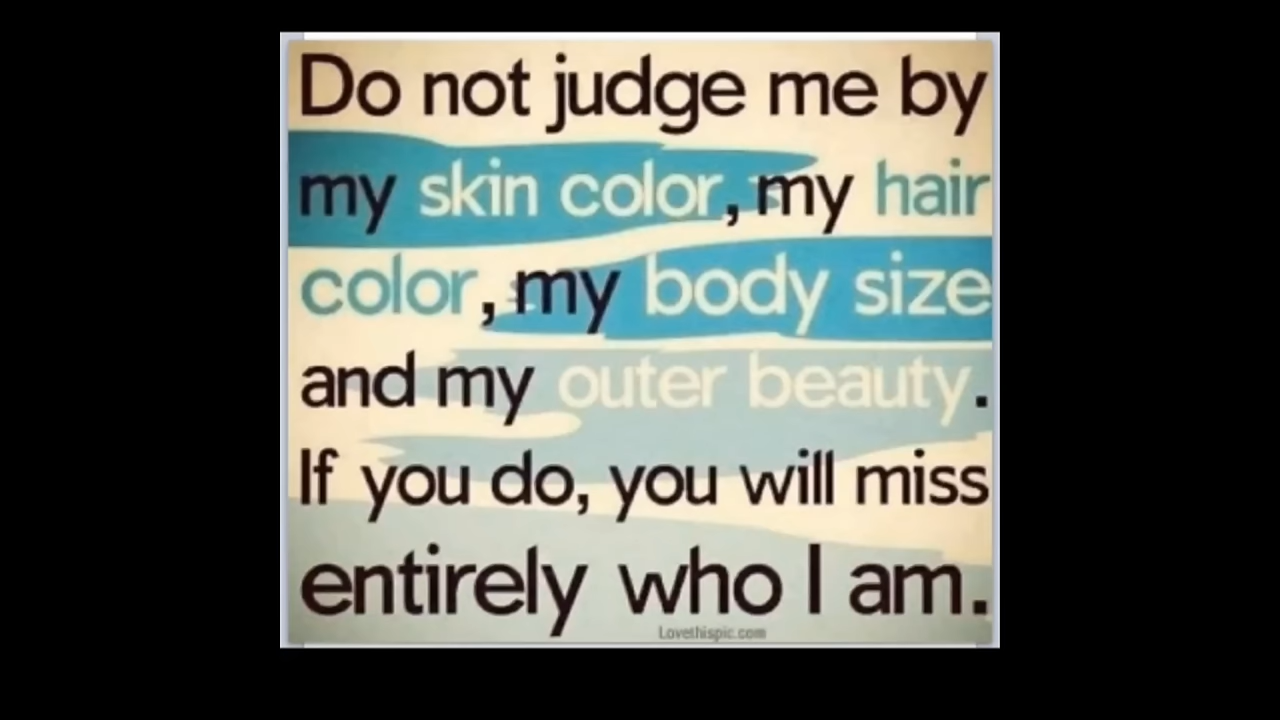 Do not judge me by
my skin color, my hair
color, my body size
and my outer beauty.
If you do, you will miss
entirely who I am.
Lovethispic.com